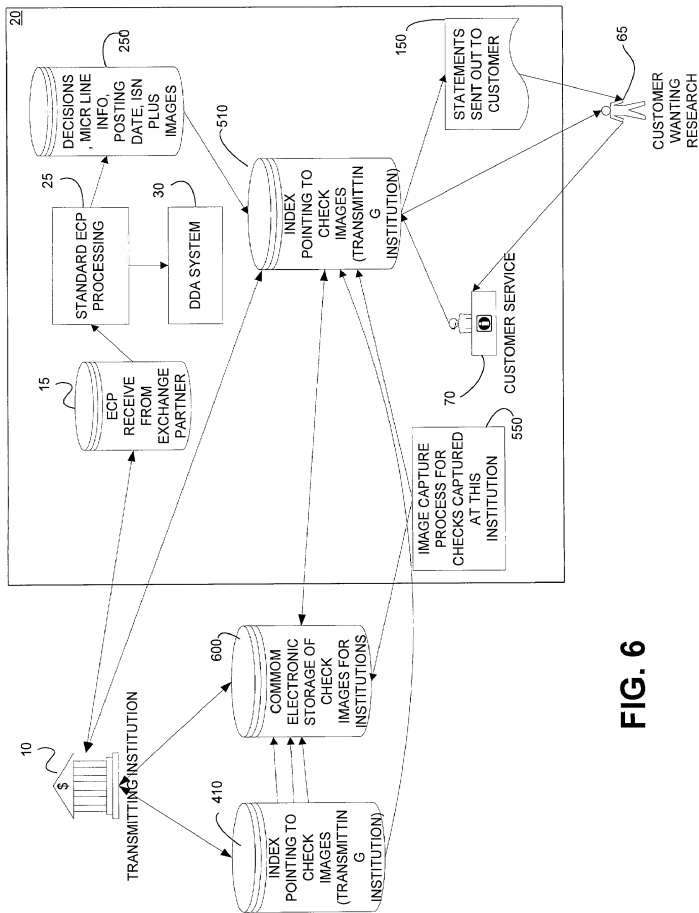 20
250
DECISIONS
, MICR LINE
INFO,
POSTING
DATE, ISN
PLUS
IMAGES
25
STANDARD ECP
PROCESSING
30
DDA SYSTEM
15
ECP
RECEIVE
FROM
EXCHANGE
PARTNER
510
INDEX
POINTING TO
CHECK
IMAGES
(TRANSMITTIN
G
INSTITUTION)
150
STATEMENTS
SENT OUT TO
CUSTOMER
65
CUSTOMER
WANTING
RESEARCH
70
CUSTOMER SERVICE
550
IMAGE CAPTURE
PROCESS FOR
CHECKS CAPTURED
AT THIS
INSTITUTION
10
$
TRANSMITTING INSTITUTION
600
COMMOM
ELECTRONIC
STORAGE OF
CHECK
IMAGES FOR
INSTITUTIONS
410
INDEX
POINTING TO
CHECK
IMAGES
(TRANSMITTIN
G
INSTITUTION)
FIG. 6